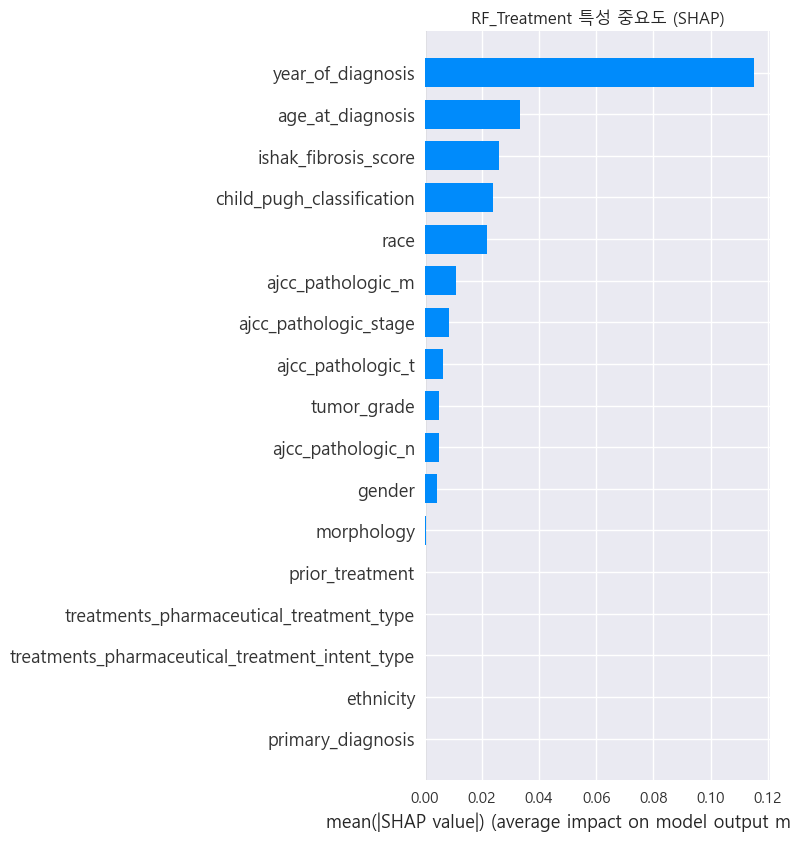 RF_Treatment 특성 중요도 (SHAP)
year_of_diagnosis
age_at_diagnosis
ishak_fibrosis_score
child_pugh_classification
race
ajcc_pathologic_m
ajcc_pathologic_stage
ajcc_pathologic_t
tumor_grade
ajcc_pathologic_n
gender
morphology
prior_treatment
treatments_pharmaceutical_treatment_type
treatments_pharmaceutical_treatment_intent_type
ethnicity
primary_diagnosis
0.00 0.02 0.04 0.06 0.08 0.10 0.12
mean(|SHAP value|) (average impact on model output m